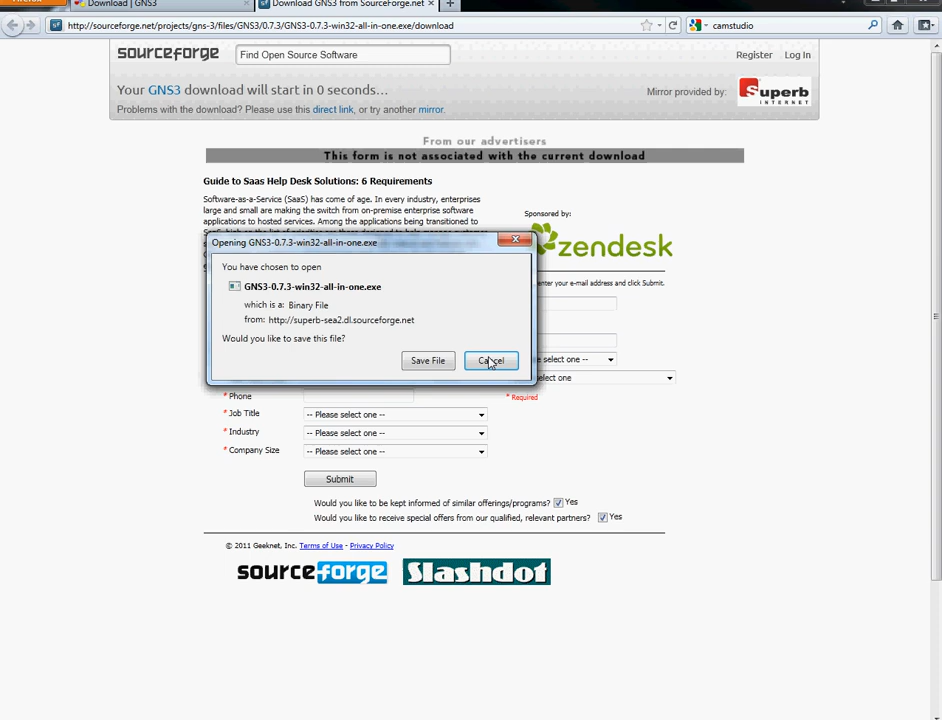 Download | GNS3
Download GNS3 from SourceForge.net
http://sourceforge.net/projects/gns-3/files/GNS3/0.7.3/GNS3-0.7.3-win32-all-in-one.exe/download
camstudio
sourceforge
Find Open Source Software
Register Log In
Your GNS3 download will start in 0 seconds...
Mirror provided by:
Superb
INTERNET
Problems with the download? Please use this direct link, or try another mirror.
From our advertisers
This form is not associated with the current download
Guide to Saas Help Desk Solutions: 6 Requirements
Software-as-a-Service (SaaS) has come of age. In every industry, enterprises
large and small are making the switch from on-premise enterprise software
applications to hosted services. Among the applications being transitioned to
Sponsored by:
zendesk
Opening GNS3-0.7.3-win32-all-in-one.exe
You have chosen to open
GNS3-0.7.3-win32-all-in-one.exe
which is a: Binary File
from: http://superb-sea2.dl.sourceforge.net
Would you like to save this file?
Save File
Cancel
enter your e-mail address and click Submit.
select one --
select one
* Phone
* Required
* Job Title
-- Please select one --
* Industry
-- Please select one --
* Company Size
-- Please select one --
Submit
Would you like to be kept informed of similar offerings/programs? Yes
Would you like to receive special offers from our qualified, relevant partners? Yes
© 2011 Geeknet, Inc. Terms of Use - Privacy Policy
sourceforge
Slashdot